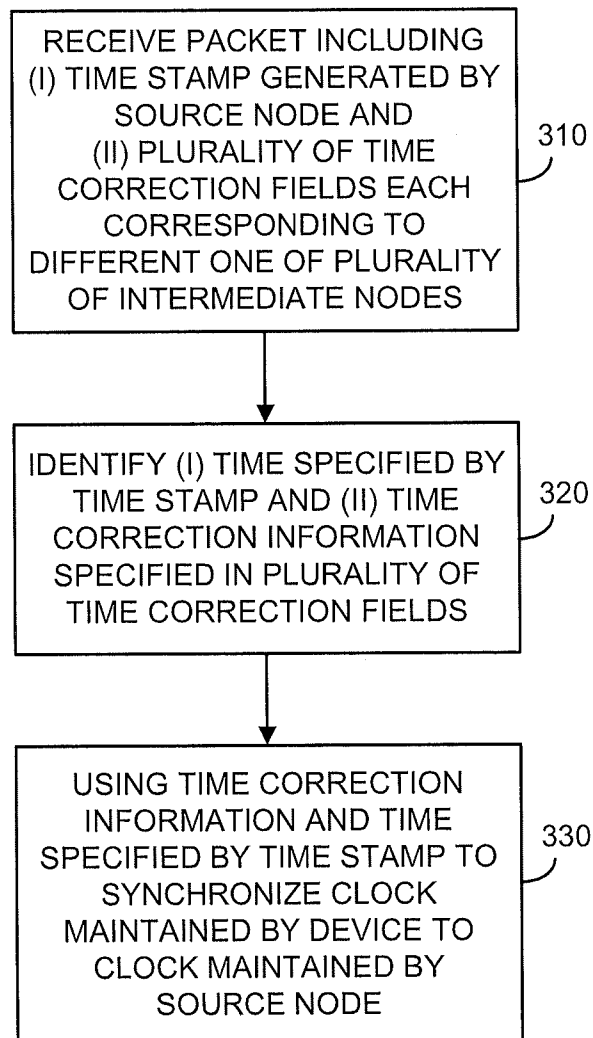 RECEIVE PACKET INCLUDING
(I) TIME STAMP GENERATED BY
SOURCE NODE AND
(II) PLURALITY OF TIME
CORRECTION FIELDS EACH
CORRESPONDING TO
DIFFERENT ONE OF PLURALITY
OF INTERMEDIATE NODES
310
IDENTIFY (I) TIME SPECIFIED BY
TIME STAMP AND (II) TIME
CORRECTION INFORMATION
SPECIFIED IN PLURALITY OF
TIME CORRECTION FIELDS
320
USING TIME CORRECTION
INFORMATION AND TIME
SPECIFIED BY TIME STAMP TO
SYNCHRONIZE CLOCK
MAINTAINED BY DEVICE TO
CLOCK MAINTAINED BY
SOURCE NODE
330